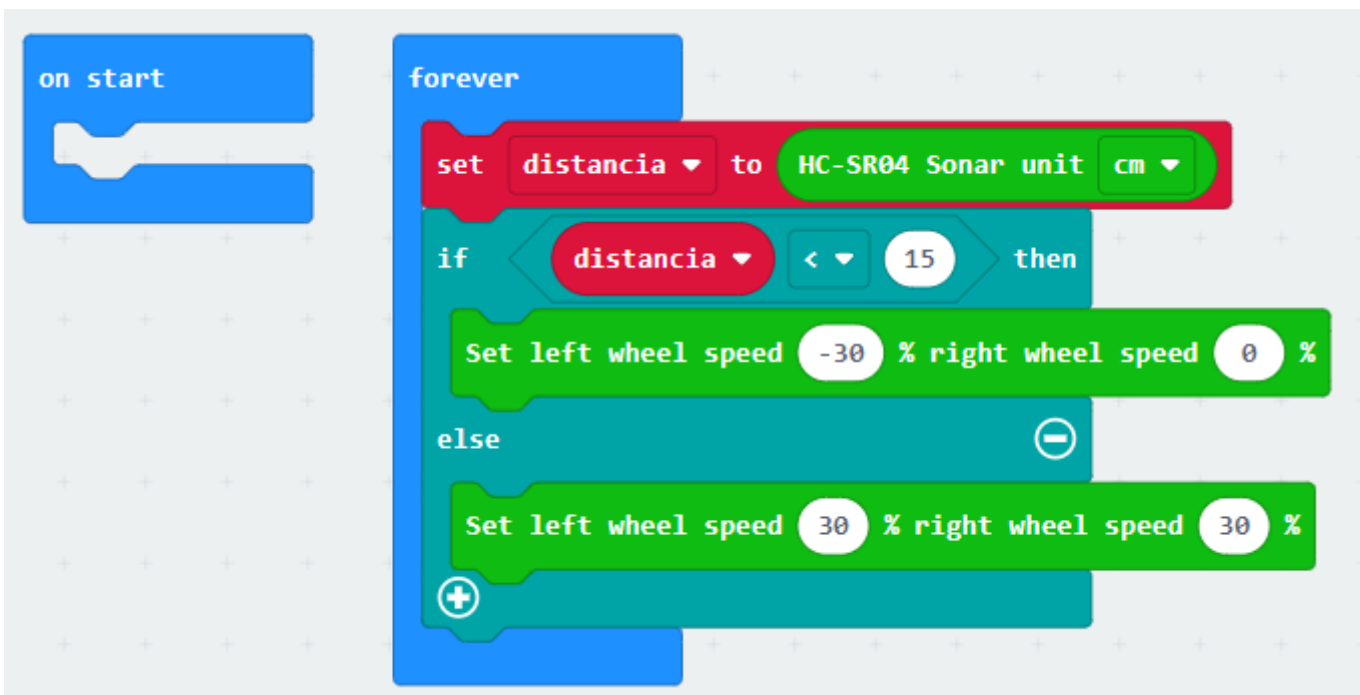 on start
forever
set distancia to HC-SR04 Sonar unit cm
if distancia < 15 then
Set left wheel speed -30 % right wheel speed 0 %
else
Set left wheel speed 30 % right wheel speed 30 %